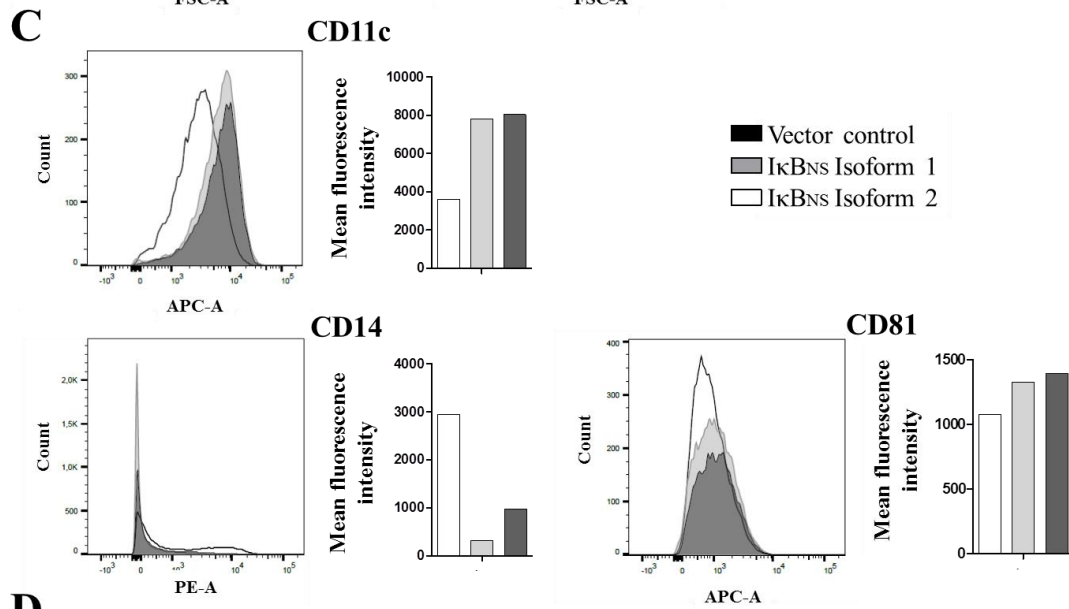 FSC-A
FSC-A
C
CD11c
Count
300
200
100
0
-10³ 0 10³ 10⁴ 10⁵
APC-A
Mean fluorescence
intensity
10000
8000
6000
4000
2000
0
Vector control
IκBNS Isoform 1
IκBNS Isoform 2
CD14
Count
2,0K
1,5K
1,0K
500
0
-10³ 0 10³ 10⁴ 10⁵
PE-A
Mean fluorescence
intensity
4000
3000
2000
1000
0
CD81
Count
400
300
200
100
0
-10³ 0 10³ 10⁴ 10⁵
APC-A
Mean fluorescence
intensity
1500
1000
500
0
D